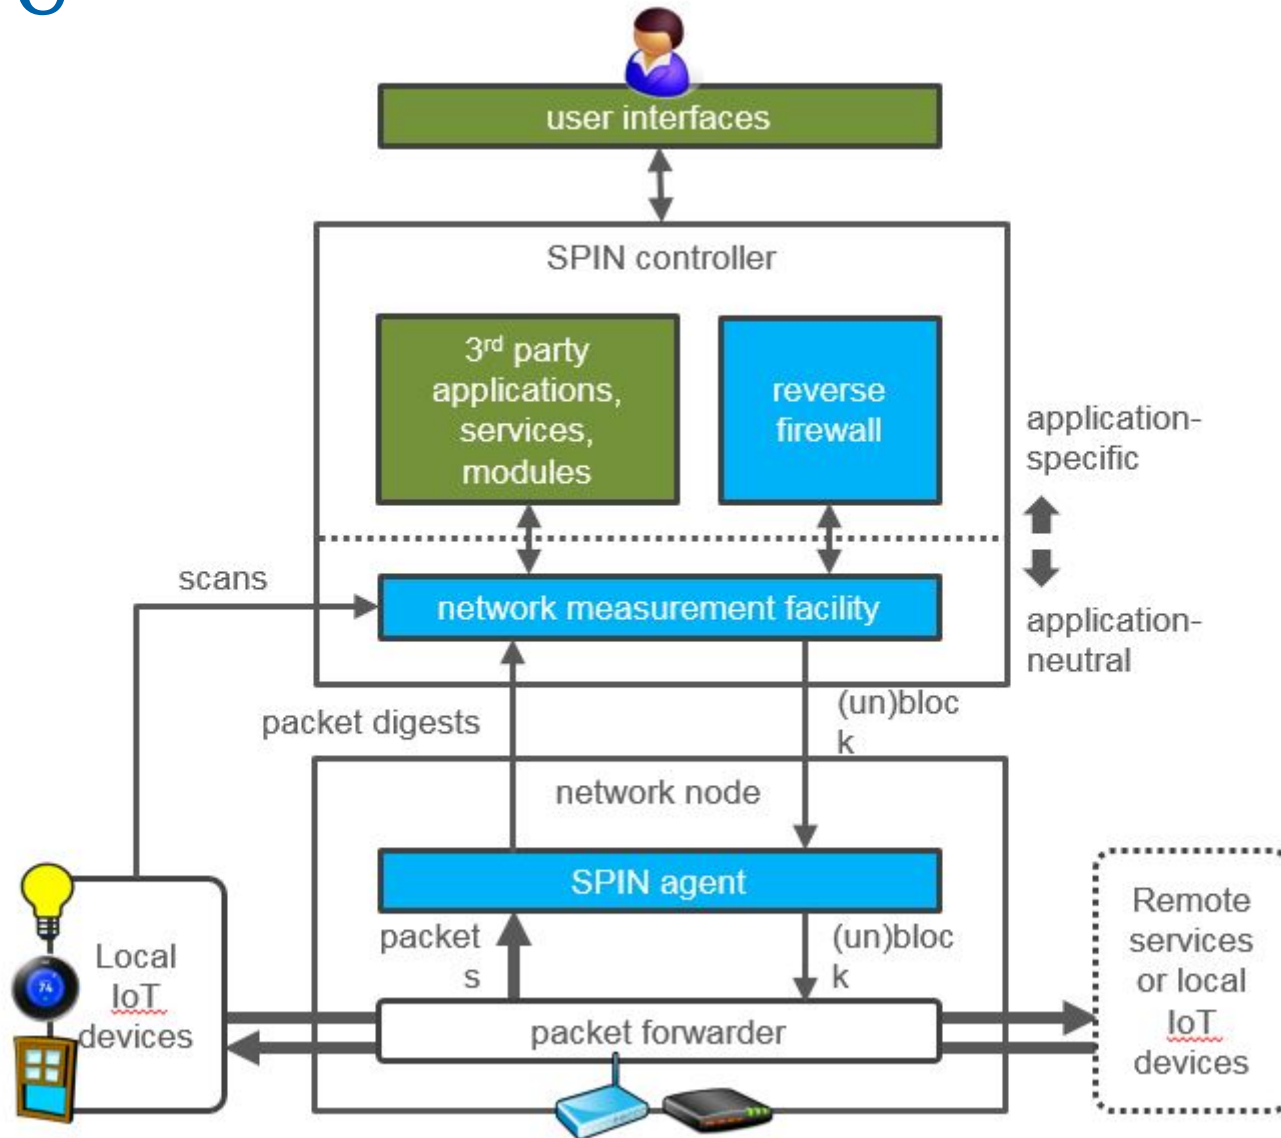 user interfaces
SPIN controller
3rd party
applications,
services,
modules
reverse
firewall
application-
specific
scans
network measurement facility
application-
neutral
packet digests
(un)bloc
k
network node
SPIN agent
packet
s
(un)bloc
k
Local
IoT
devices
74
packet forwarder
Remote
services
or local
IoT
devices